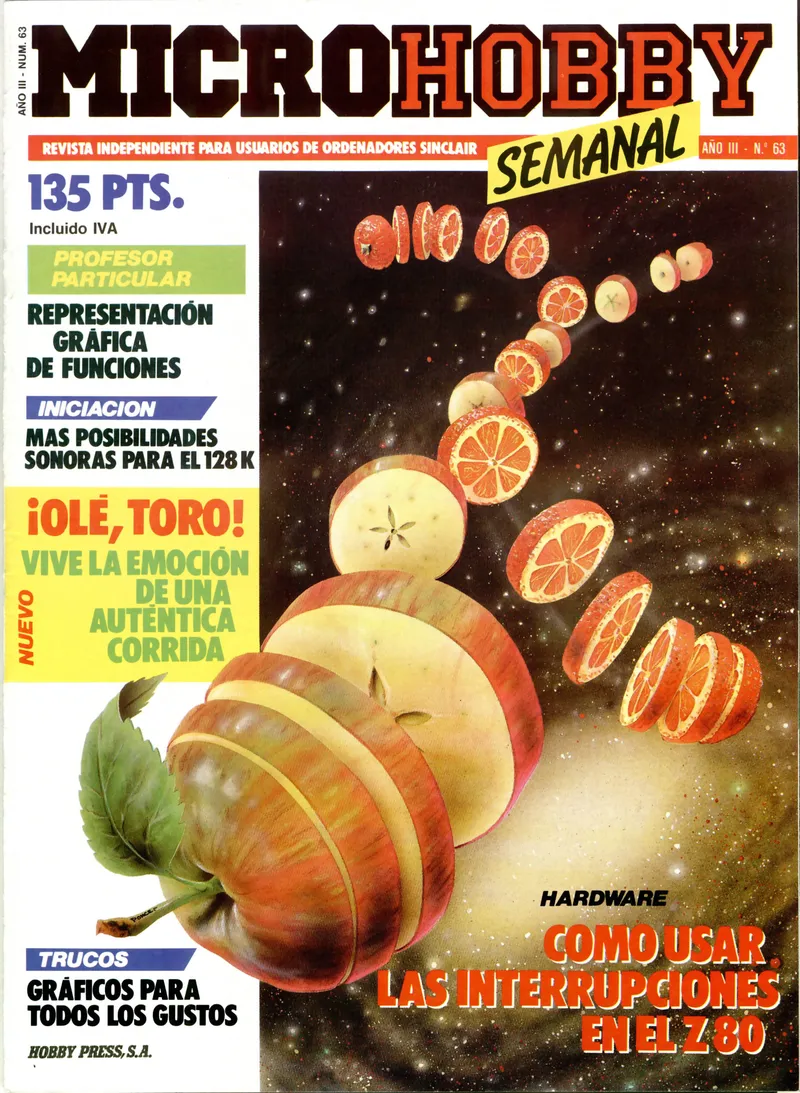 AÑO III - NUM. 63
MICROHOBBY
REVISTA INDEPENDIENTE PARA USUARIOS DE ORDENADORES SINCLAIR
SEMANAL
AÑO III - N.º 63
135 PTS.
Incluido IVA
PROFESOR
PARTICULAR
REPRESENTACIÓN
GRÁFICA
DE FUNCIONES
INICIACION
MAS POSIBILIDADES
SONORAS PARA EL 128 K
¡OLÉ, TORO!
VIVE LA EMOCIÓN
DE UNA
AUTÉNTICA
CORRIDA
NUEVO
PONCE
HARDWARE
COMO USAR
LAS INTERRUPCIONES
EN EL Z 80
TRUCOS
GRÁFICOS PARA
TODOS LOS GUSTOS
HOBBY PRESS, S.A.